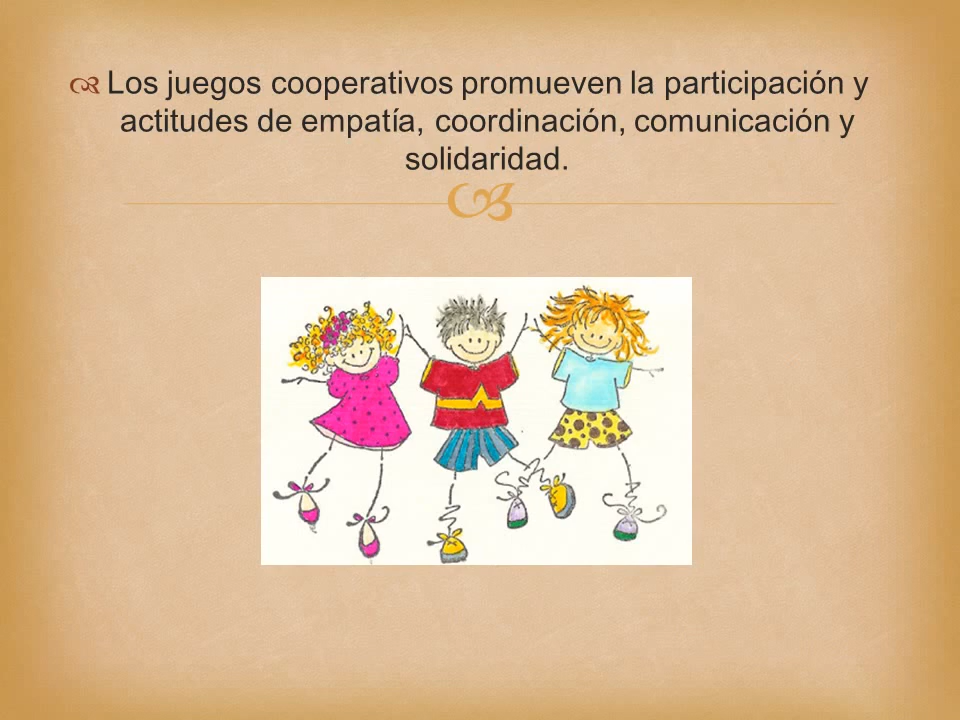 Los juegos cooperativos promueven la participación y
actitudes de empatía, coordinación, comunicación y
solidaridad.